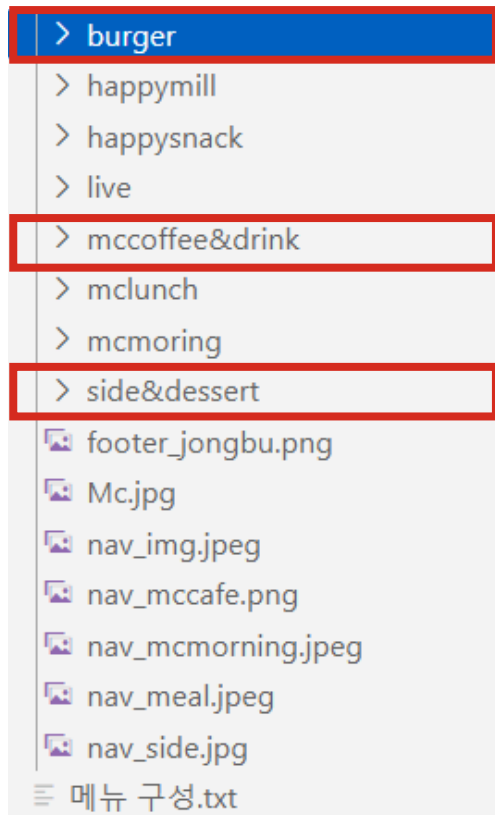 burger
happymill
happysnack
live
mccoffee&drink
mclunch
mcmoring
side&dessert
footer_jongbu.png
Mc.jpg
nav_img.jpeg
nav_mccafe.png
nav_mcmorning.jpeg
nav_meal.jpeg
nav_side.jpg
메뉴 구성.txt